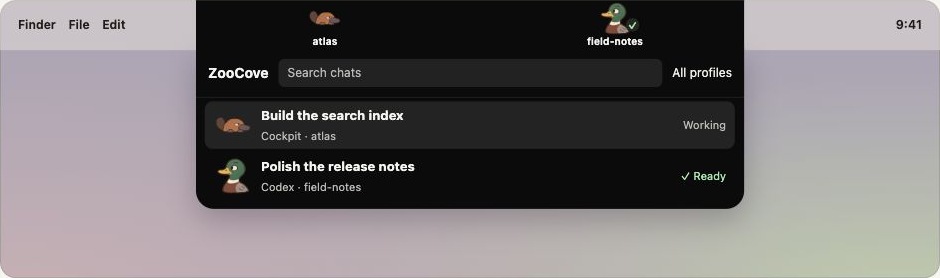 Finder File Edit 9:41
atlas field-notes
ZooCove Search chats All profiles
Build the search index
Cockpit · atlas Working
Polish the release notes
Codex · field-notes ✓ Ready